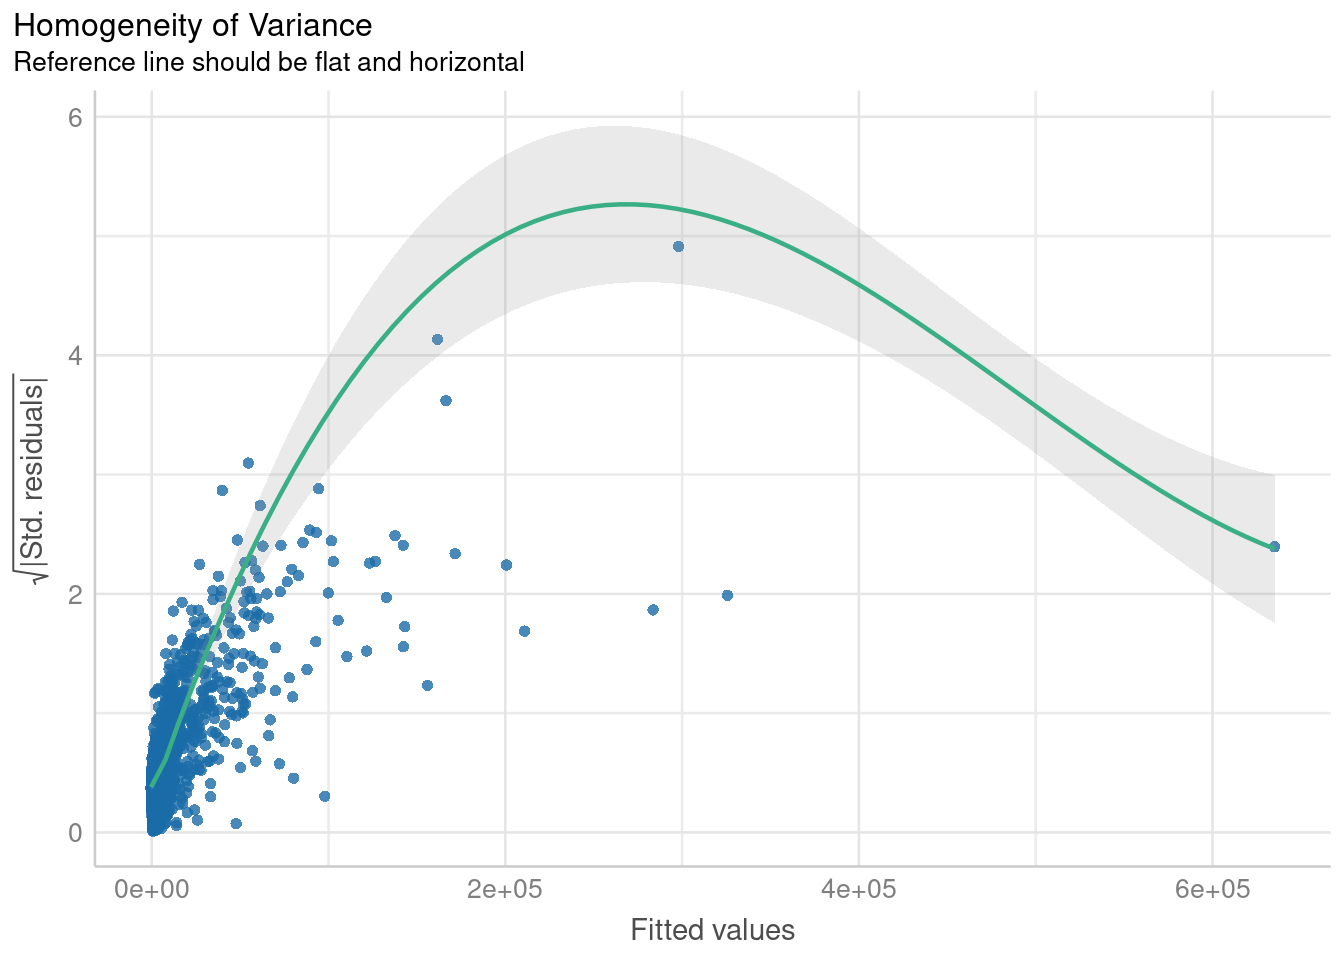 Homogeneity of Variance
Reference line should be flat and horizontal
6
4
2
0
√|Std. residuals|
0e+00 2e+05 4e+05 6e+05
Fitted values